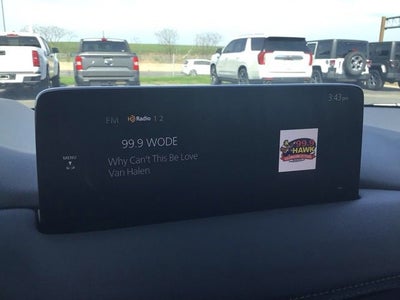 FM HD Radio 1 2
3:43 pm
99.9 WODE
Why Can't This Be Love
Van Halen
MENU
99.9
HAWK